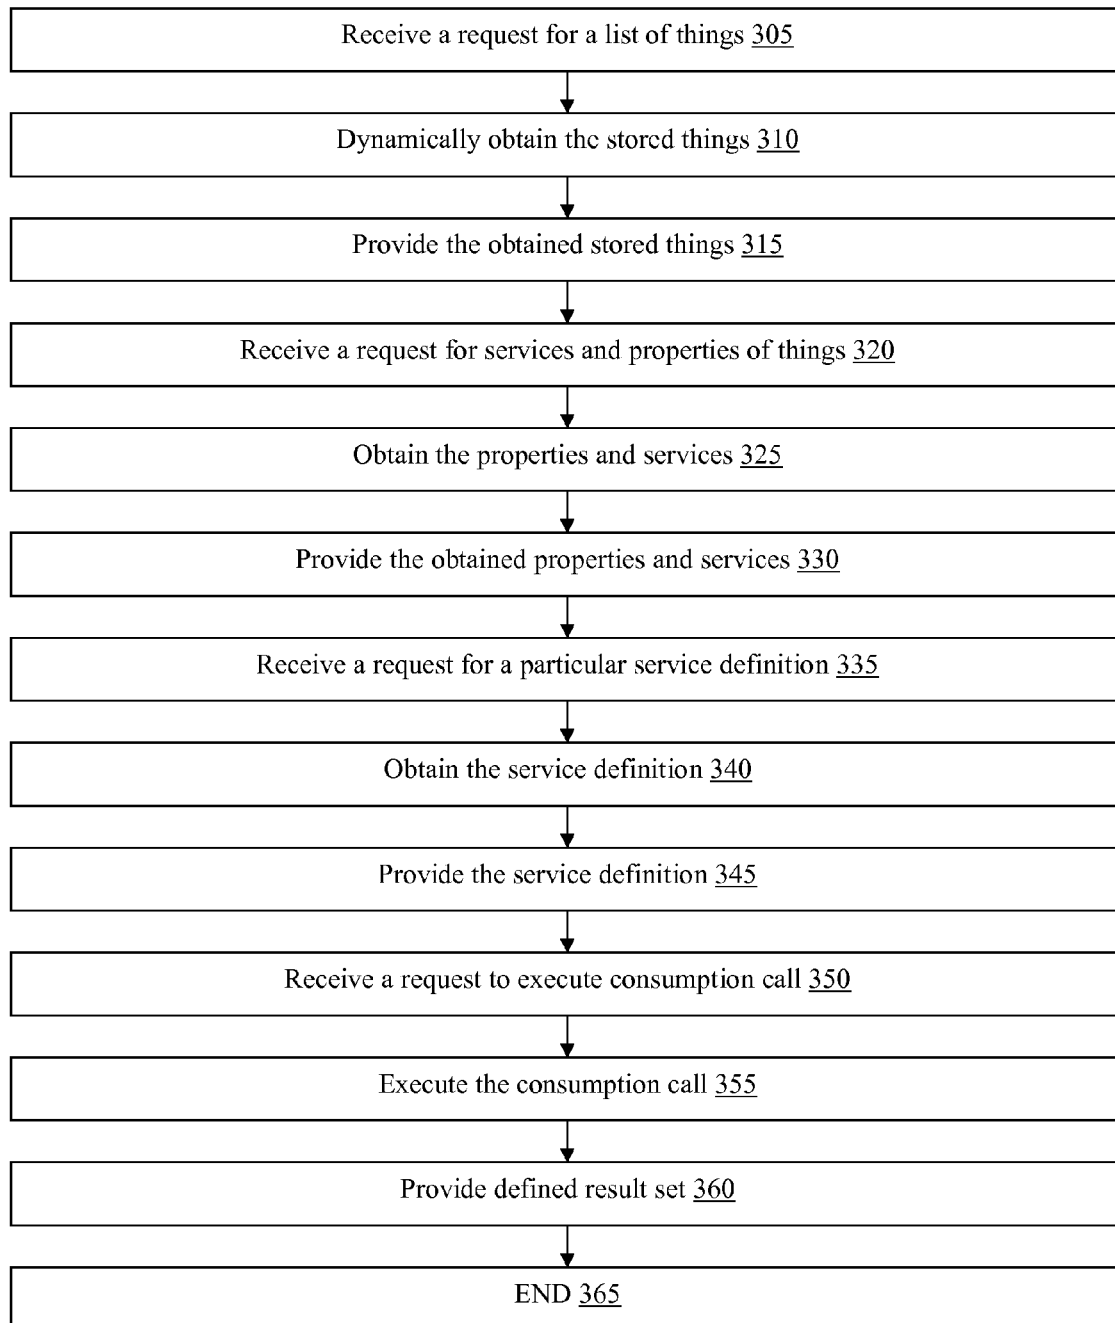 Receive a request for a list of things 305
Dynamically obtain the stored things 310
Provide the obtained stored things 315
Receive a request for services and properties of things 320
Obtain the properties and services 325
Provide the obtained properties and services 330
Receive a request for a particular service definition 335
Obtain the service definition 340
Provide the service definition 345
Receive a request to execute consumption call 350
Execute the consumption call 355
Provide defined result set 360
END 365